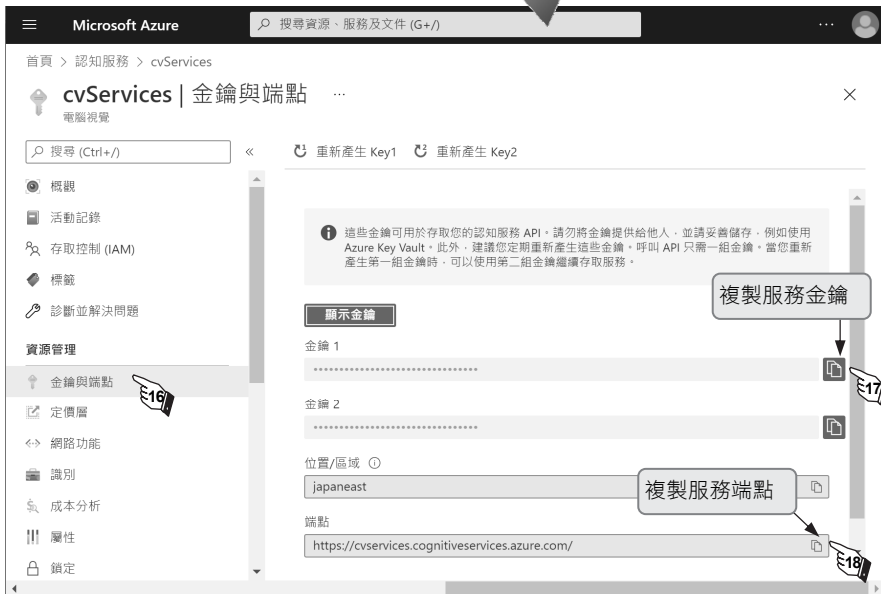 Microsoft Azure
搜尋資源、服務及文件 (G+/)
首頁 > 認知服務 > cvServices
cvServices | 金鑰與端點
電腦視覺
搜尋 (Ctrl+/)
概觀
活動記錄
存取控制 (IAM)
標籤
診斷並解決問題
資源管理
金鑰與端點
16
定價層
網路功能
識別
成本分析
屬性
鎖定
重新產生 Key1
重新產生 Key2
這些金鑰可用於存取您的認知服務 API。請勿將金鑰提供給他人，並請妥善儲存，例如使用
Azure Key Vault。此外，建議您定期重新產生這些金鑰。呼叫 API 只需一組金鑰。當您重新
產生第一組金鑰時，可以使用第二組金鑰繼續存取服務。
複製服務金鑰
顯示金鑰
金鑰 1
17
金鑰 2
位置/區域
japaneast
複製服務端點
端點
https://cvservices.cognitiveservices.azure.com/
18